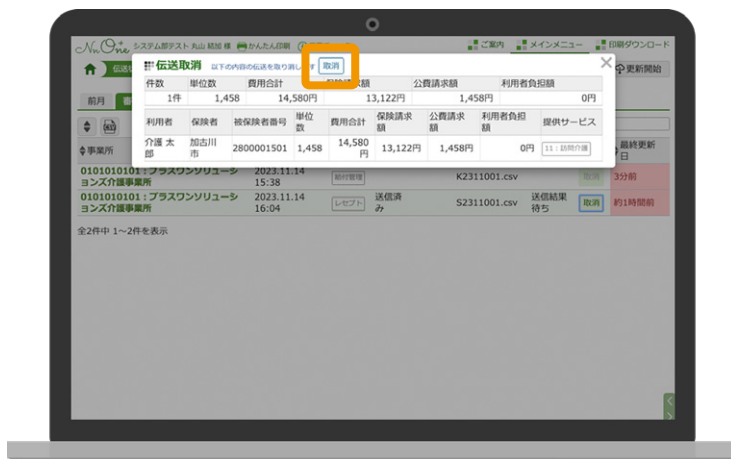 Nn One システム部テスト 丸山 結加 様 かんたん印刷 ご案内 メインメニュー 印刷ダウンロード
伝送取消 以下の内容の伝送を取り消します 取消
更新開始
件数 単位数 費用合計 保険請求額 公費請求額 利用者負担額
1件 1,458 14,580円 13,122円 1,458円 0円
前月
利用者 保険者 被保険者番号 単位数 費用合計 保険請求額 公費請求額 利用者負担額 提供サービス
介護 太郎 加古川市 2800001501 1,458 14,580円 13,122円 1,458円 0円 11：訪問介護
事業所 最終更新日
0101010101：プラスワンソリューションズ介護事業所 2023.11.14 15:38 給付管理 K2311001.csv 取消 3分前
0101010101：プラスワンソリューションズ介護事業所 2023.11.14 16:04 レセプト 送信済み S2311001.csv 送信結果待ち 取消 約1時間前
全2件中 1～2件を表示